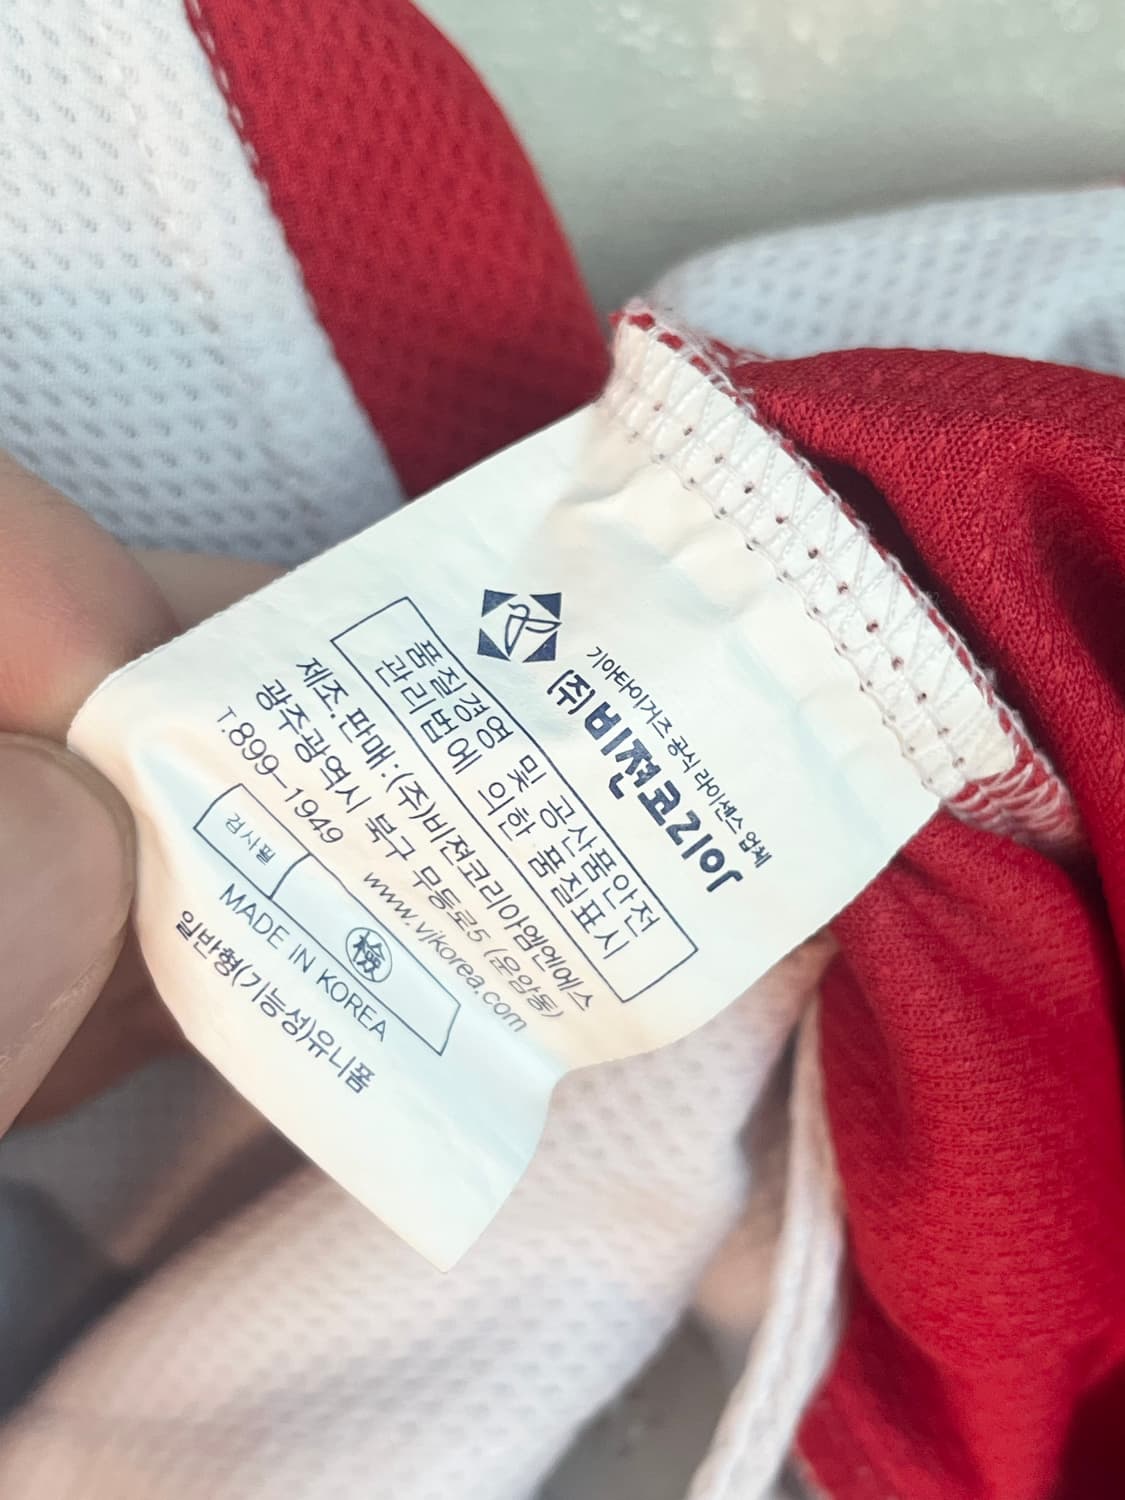 기아타이거즈 공식 라이센스 업체
(주)비젼코리아
품질경영 및 공산품안전
관리법에 의한 품질표시
제조.판매:(주)비젼코리아엠엔에스
광주광역시 북구 무등로5 (운암동)
T.899-1949 www.vjkorea.com
검사필 檢
MADE IN KOREA
일반형(기능성)유니폼